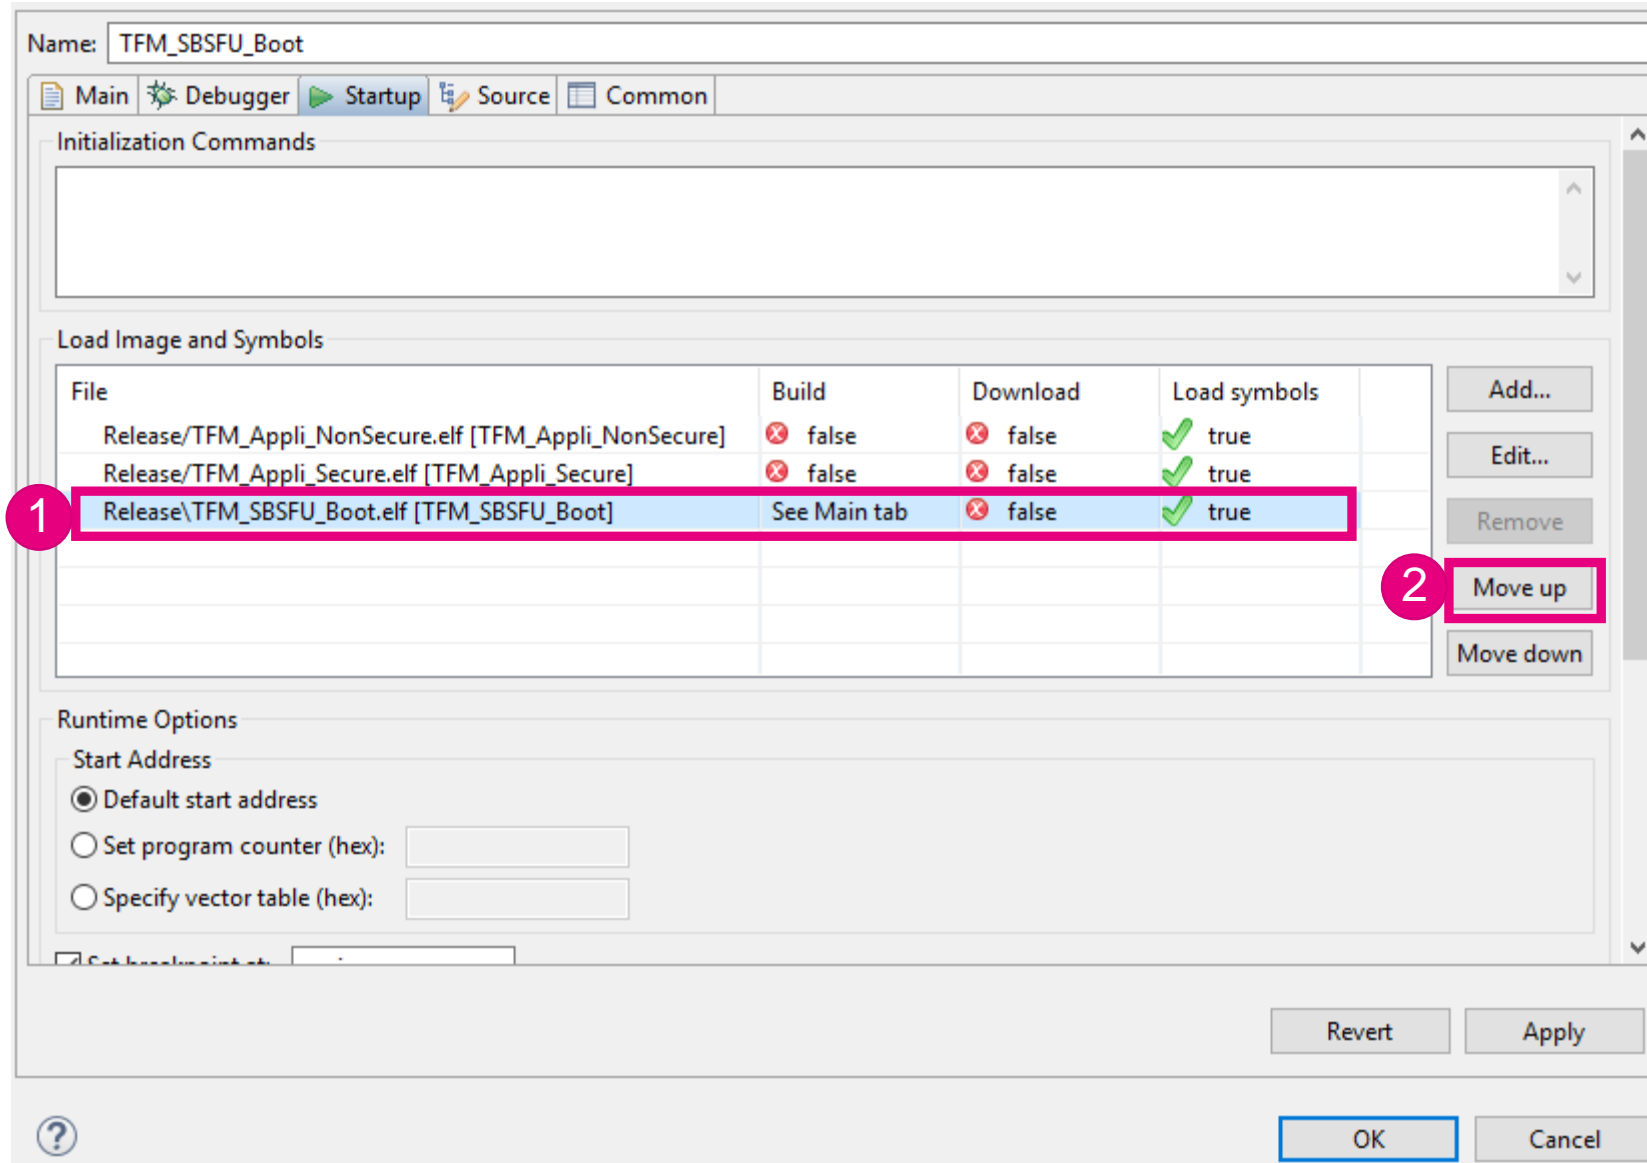 Name: TFM_SBSFU_Boot
Main Debugger Startup Source Common
Initialization Commands
Load Image and Symbols
File Build Download Load symbols Add...
Release/TFM_Appli_NonSecure.elf [TFM_Appli_NonSecure] false false true
Edit...
Release/TFM_Appli_Secure.elf [TFM_Appli_Secure] false false true
1 Release\TFM_SBSFU_Boot.elf [TFM_SBSFU_Boot] See Main tab false true
Remove
2 Move up
Move down
Runtime Options
Start Address
Default start address
Set program counter (hex):
Specify vector table (hex):
Set breakpoint at:
Revert Apply
? OK Cancel